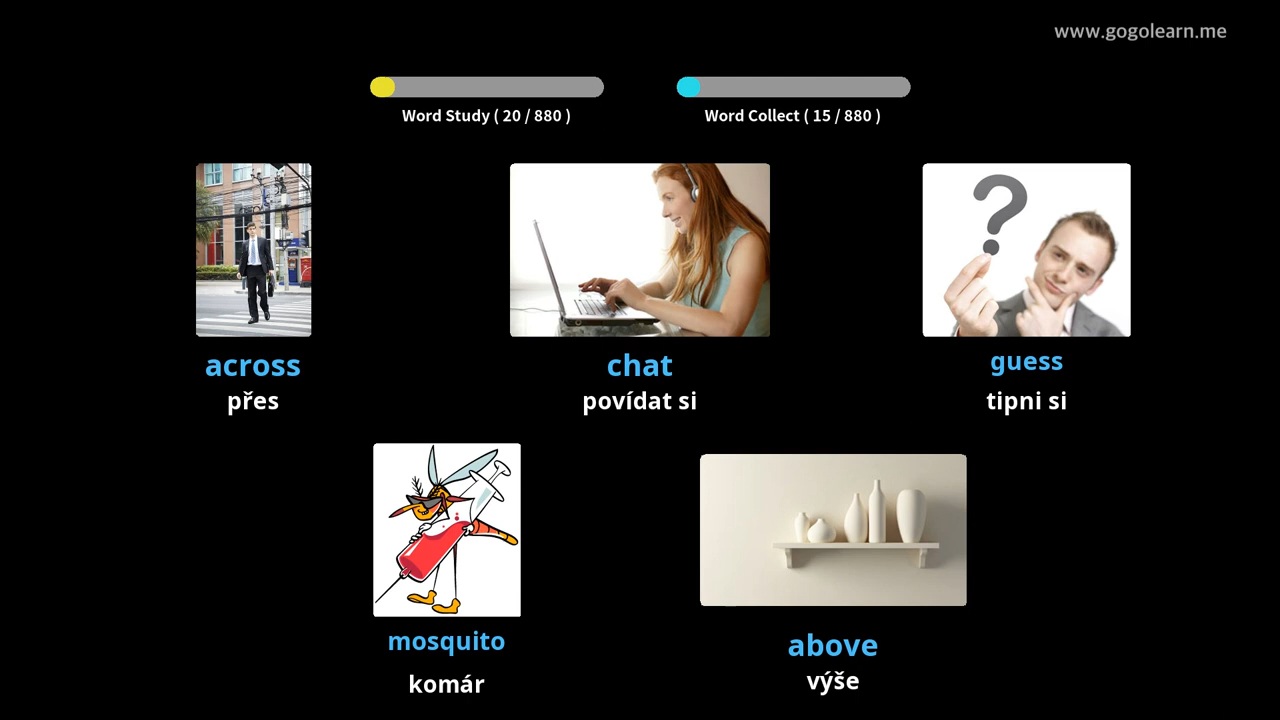 www.gogolearn.me
Word Study ( 20 / 880 )
Word Collect ( 15 / 880 )
across
přes
chat
povídat si
guess
tipni si
mosquito
komár
above
výše